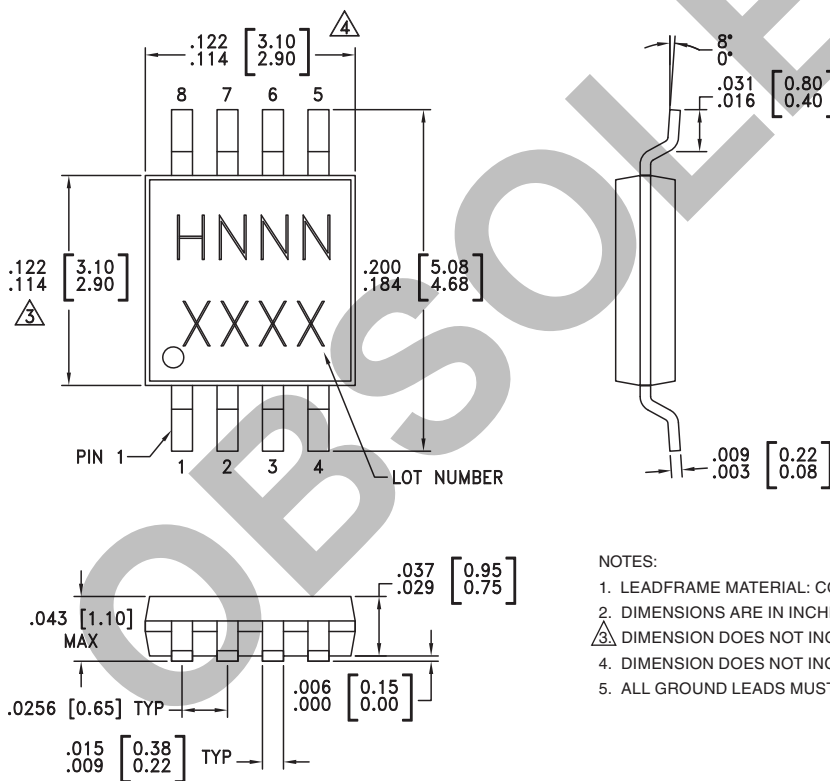 4
.122 [3.10]
.114 [2.90]
8 7 6 5
8°
0°
.031 [0.80]
.016 [0.40]
HNNN
XXXX
.122 [3.10]
.114 [2.90]
3
.200 [5.08]
.184 [4.68]
PIN 1
1 2 3 4
LOT NUMBER
.009 [0.22]
.003 [0.08]
.037 [0.95]
.029 [0.75]
.043 [1.10]
MAX
.0256 [0.65] TYP
.006 [0.15]
.000 [0.00]
.015 [0.38]
.009 [0.22]
TYP
NOTES:
1. LEADFRAME MATERIAL: CO
2. DIMENSIONS ARE IN INCH
3. DIMENSION DOES NOT INC
4. DIMENSION DOES NOT INC
5. ALL GROUND LEADS MUST
OBSOLE